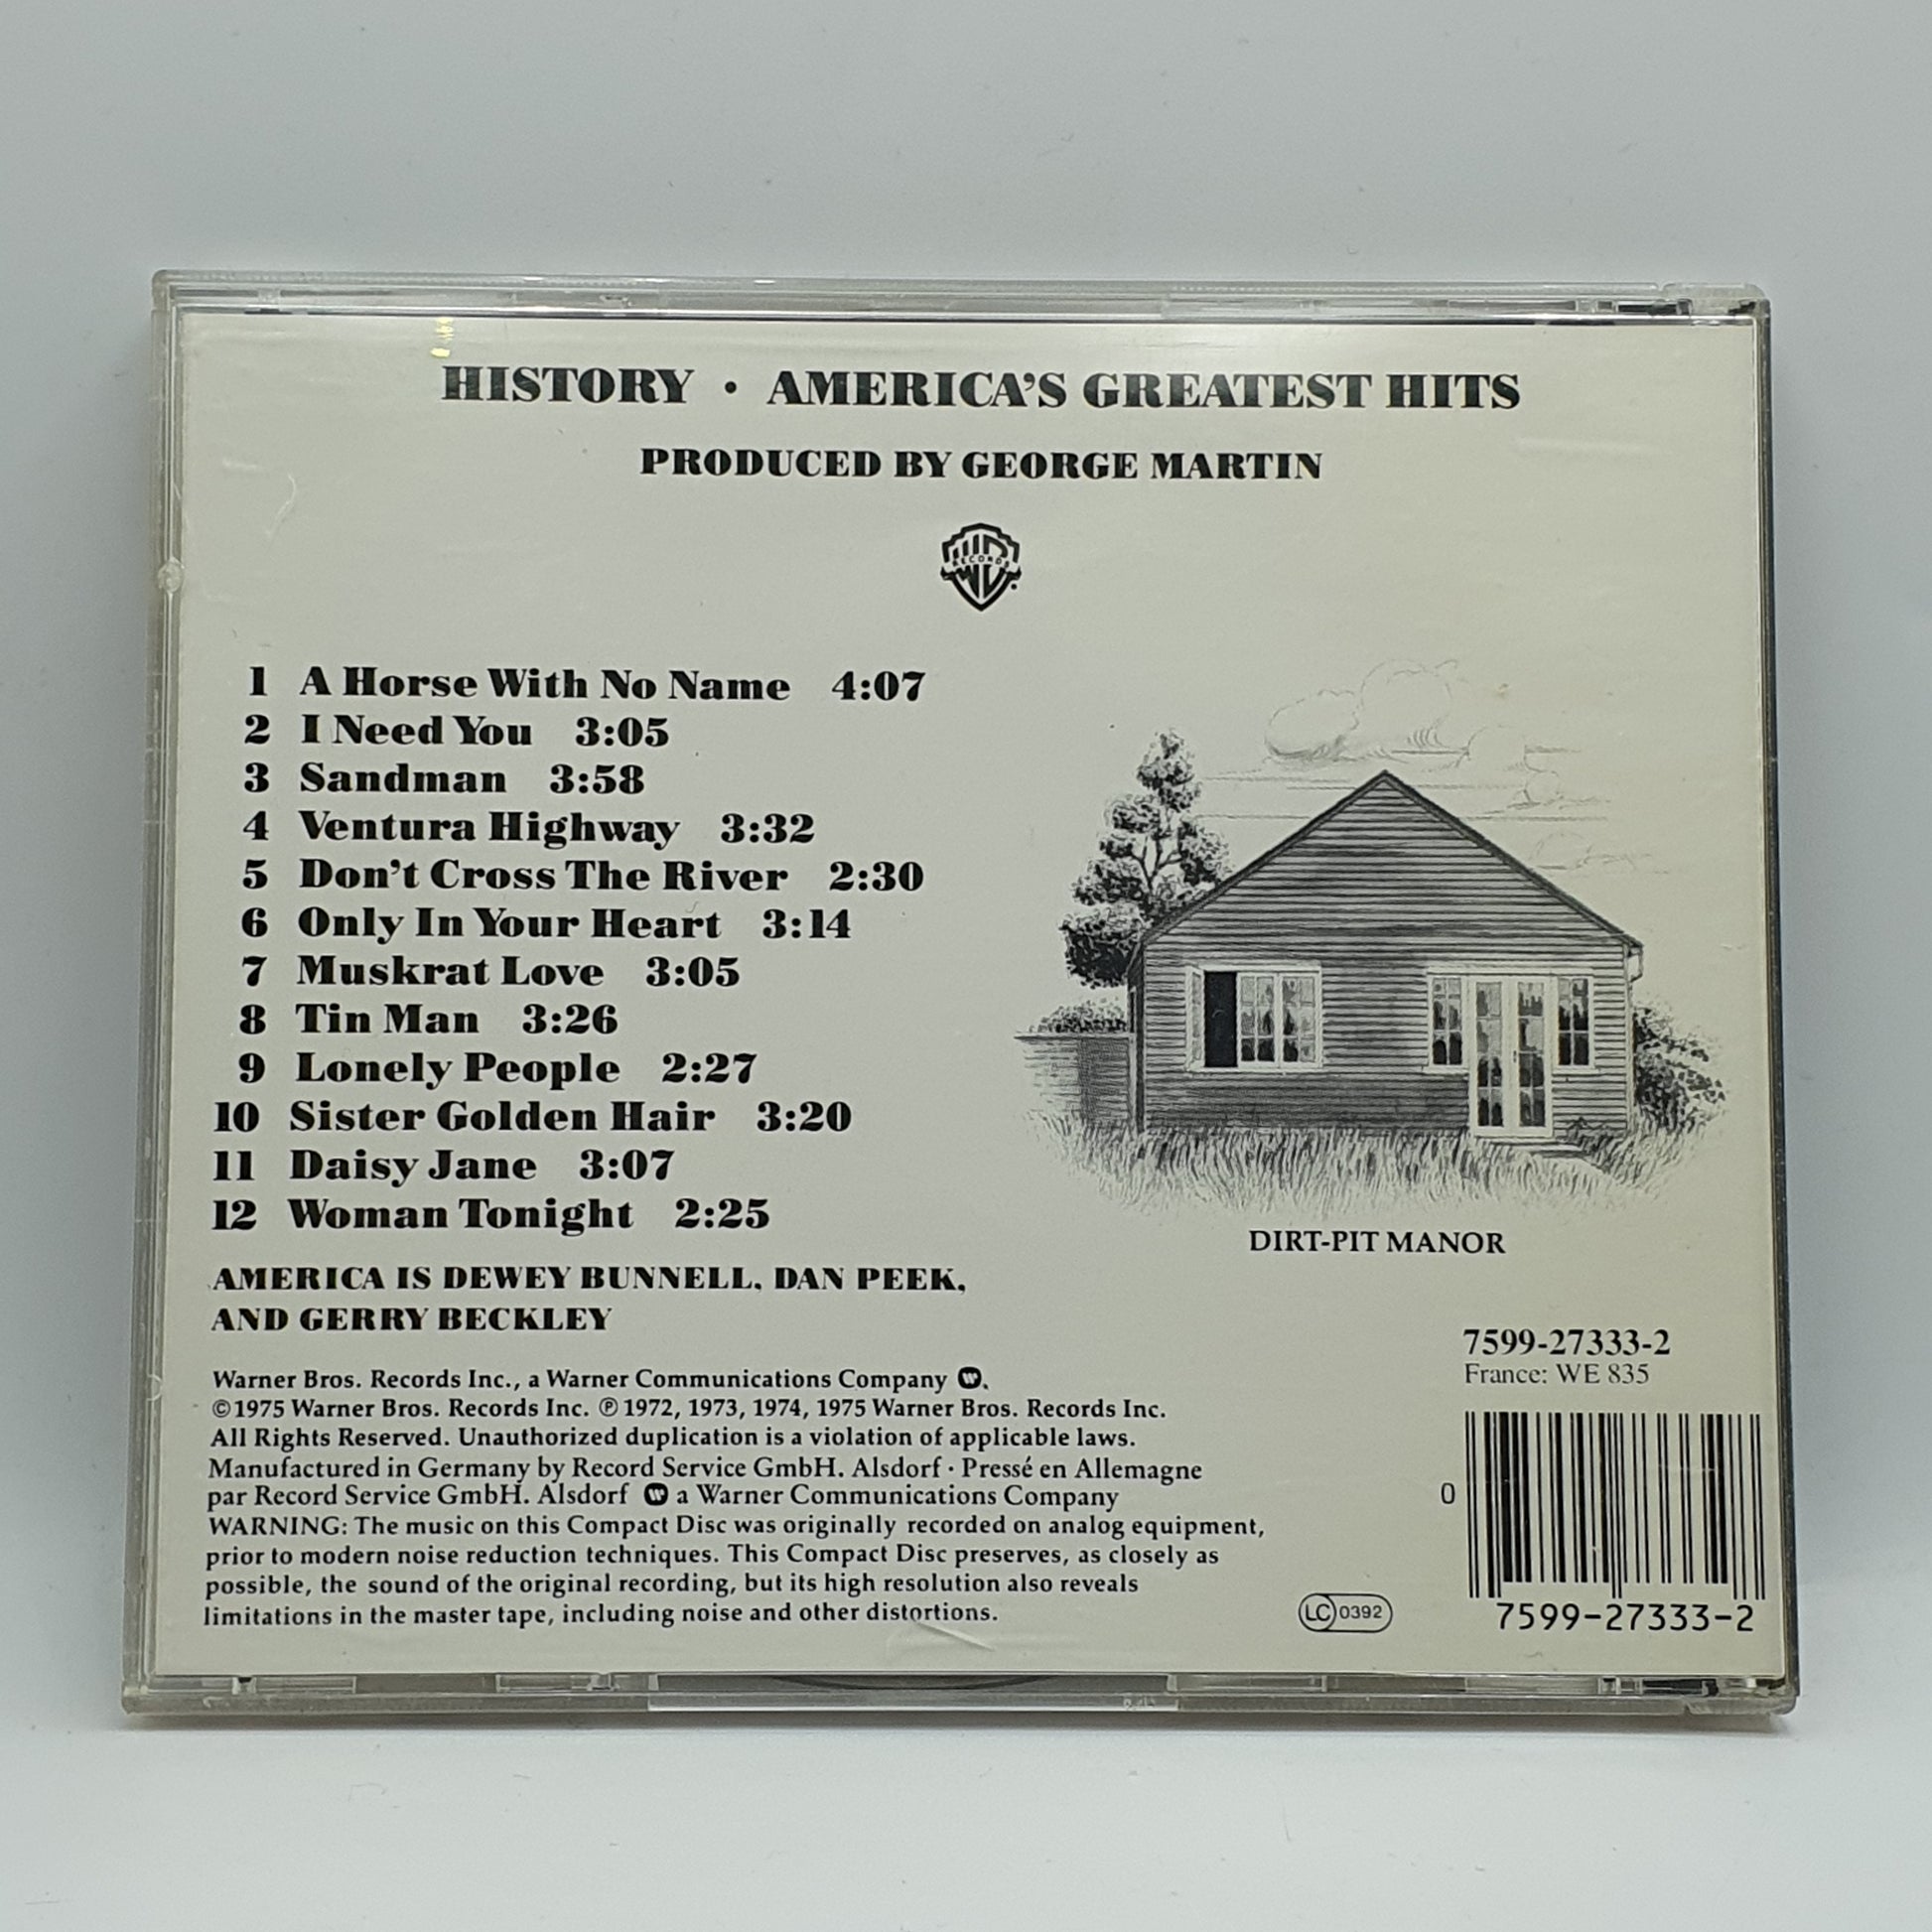 HISTORY • AMERICA'S GREATEST HITS
PRODUCED BY GEORGE MARTIN
WB RECORDS
1 A Horse With No Name 4:07
2 I Need You 3:05
3 Sandman 3:58
4 Ventura Highway 3:32
5 Don't Cross The River 2:30
6 Only In Your Heart 3:14
7 Muskrat Love 3:05
8 Tin Man 3:26
9 Lonely People 2:27
10 Sister Golden Hair 3:20
11 Daisy Jane 3:07
12 Woman Tonight 2:25
AMERICA IS DEWEY BUNNELL, DAN PEEK,
AND GERRY BECKLEY
DIRT-PIT MANOR
Warner Bros. Records Inc., a Warner Communications Company
©1975 Warner Bros. Records Inc. ℗ 1972, 1973, 1974, 1975 Warner Bros. Records Inc.
All Rights Reserved. Unauthorized duplication is a violation of applicable laws.
Manufactured in Germany by Record Service GmbH. Alsdorf · Pressé en Allemagne
par Record Service GmbH. Alsdorf a Warner Communications Company
WARNING: The music on this Compact Disc was originally recorded on analog equipment,
prior to modern noise reduction techniques. This Compact Disc preserves, as closely as
possible, the sound of the original recording, but its high resolution also reveals
limitations in the master tape, including noise and other distortions.
7599-27333-2
France: WE 835
0
7599-27333-2
LC 0392